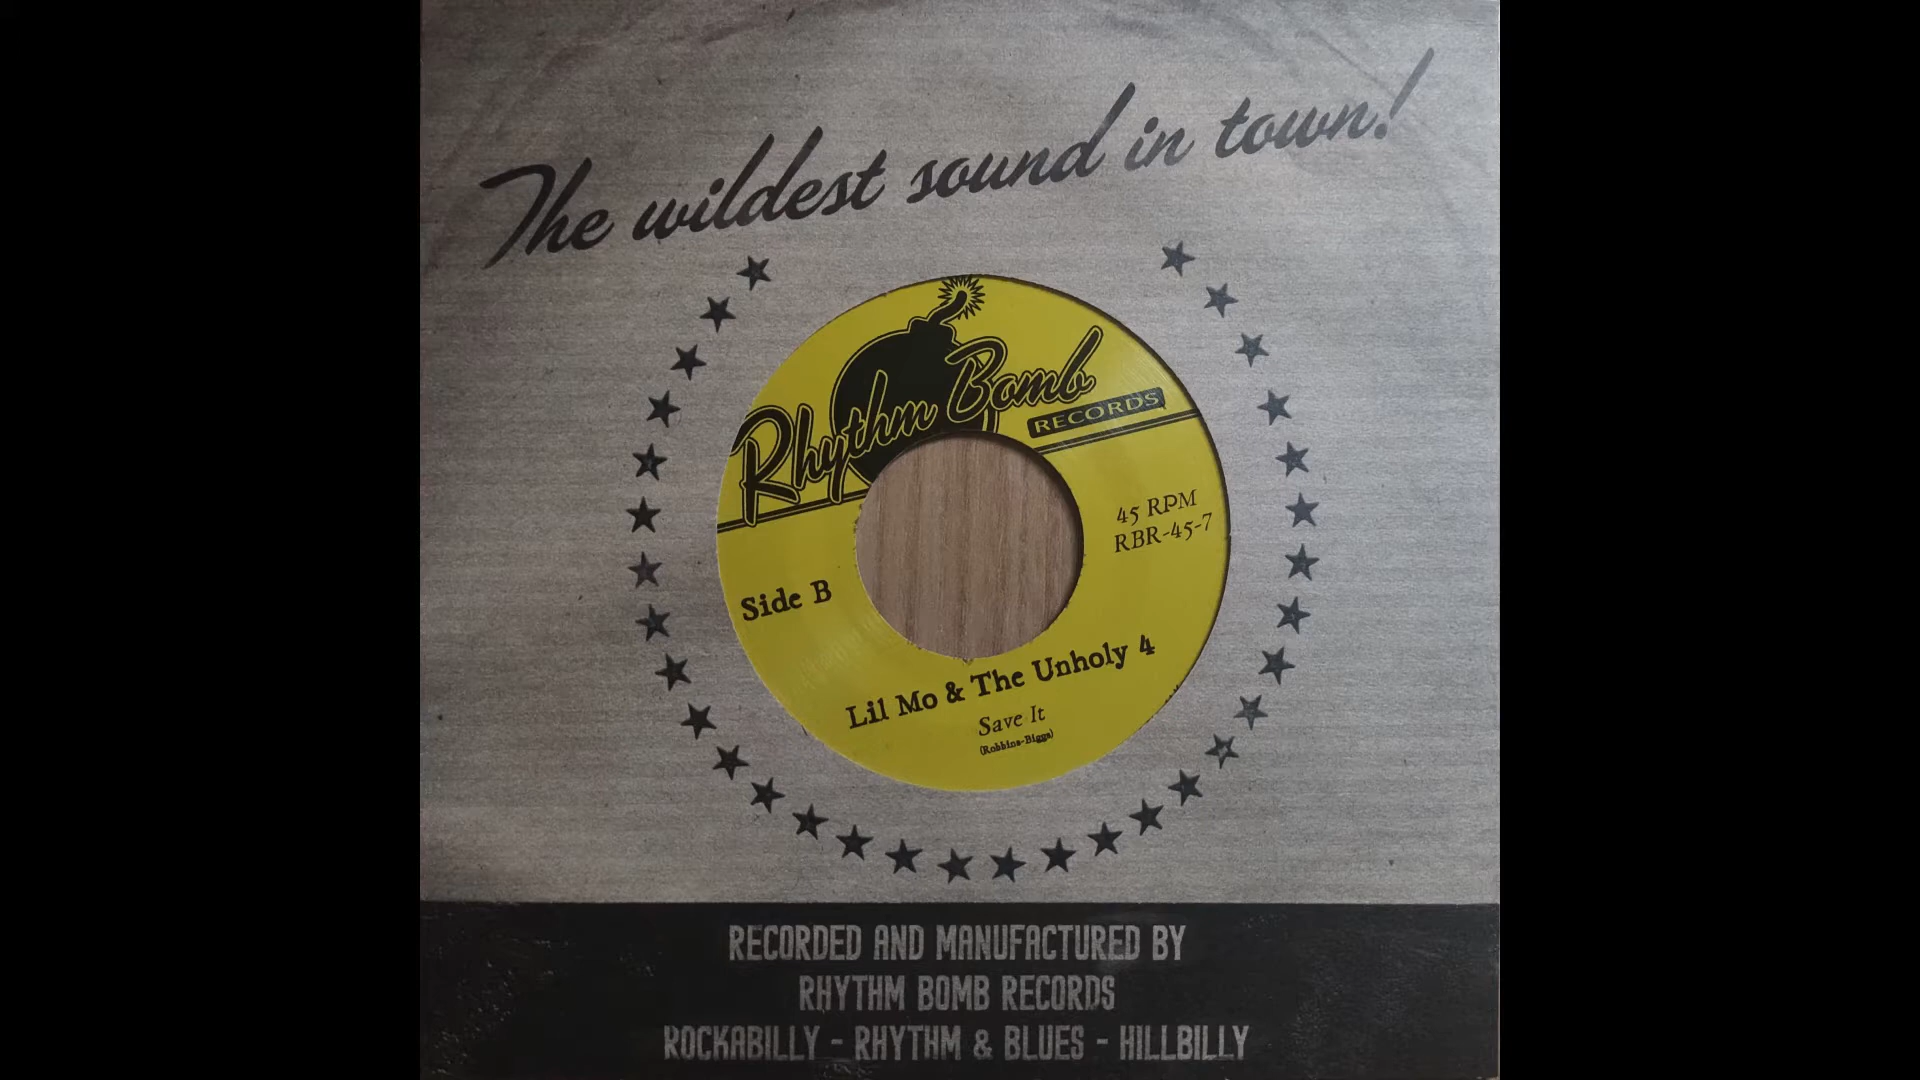 The wildest sound in town!
Rhythm Bomb
RECORDS
45 RPM
RBR-45-7
Side B
Lil Mo & The Unholy 4
Save It
(Robbins-Biggs)
RECORDED AND MANUFACTURED BY
RHYTHM BOMB RECORDS
ROCKABILLY - RHYTHM & BLUES - HILLBILLY